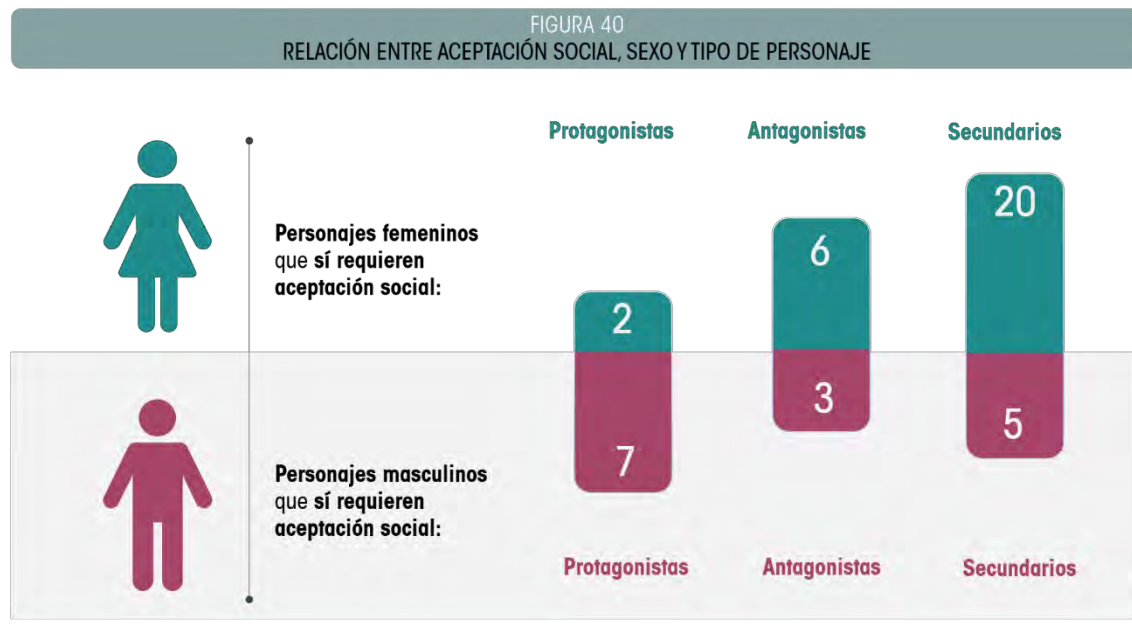 FIGURA 40
RELACIÓN ENTRE ACEPTACIÓN SOCIAL, SEXO Y TIPO DE PERSONAJE
Protagonistas
Antagonistas
Secundarios
Personajes femeninos
que sí requieren
aceptación social:
2
6
20
Personajes masculinos
que sí requieren
aceptación social:
7
3
5
Protagonistas
Antagonistas
Secundarios